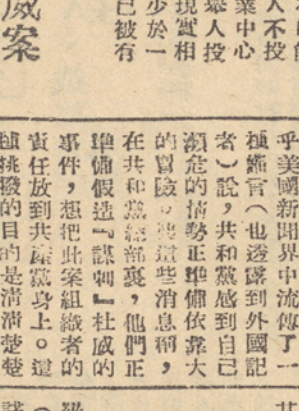 人不投
業中心
舉人投
現實相
少於一
已被有
威案
乎美國新聞界中流傳了一
種謠言（也透露到外國記
者）說，共和黨感到自己
瀕危的情勢正準備依靠大
的冒險。據這些消息稱，
在共和黨總部裏，他們正
準備假造『謀刺』杜威的
事件，想把此案組織者的
責任放到共產黨身上。這
種挑撥的目的是清清楚楚